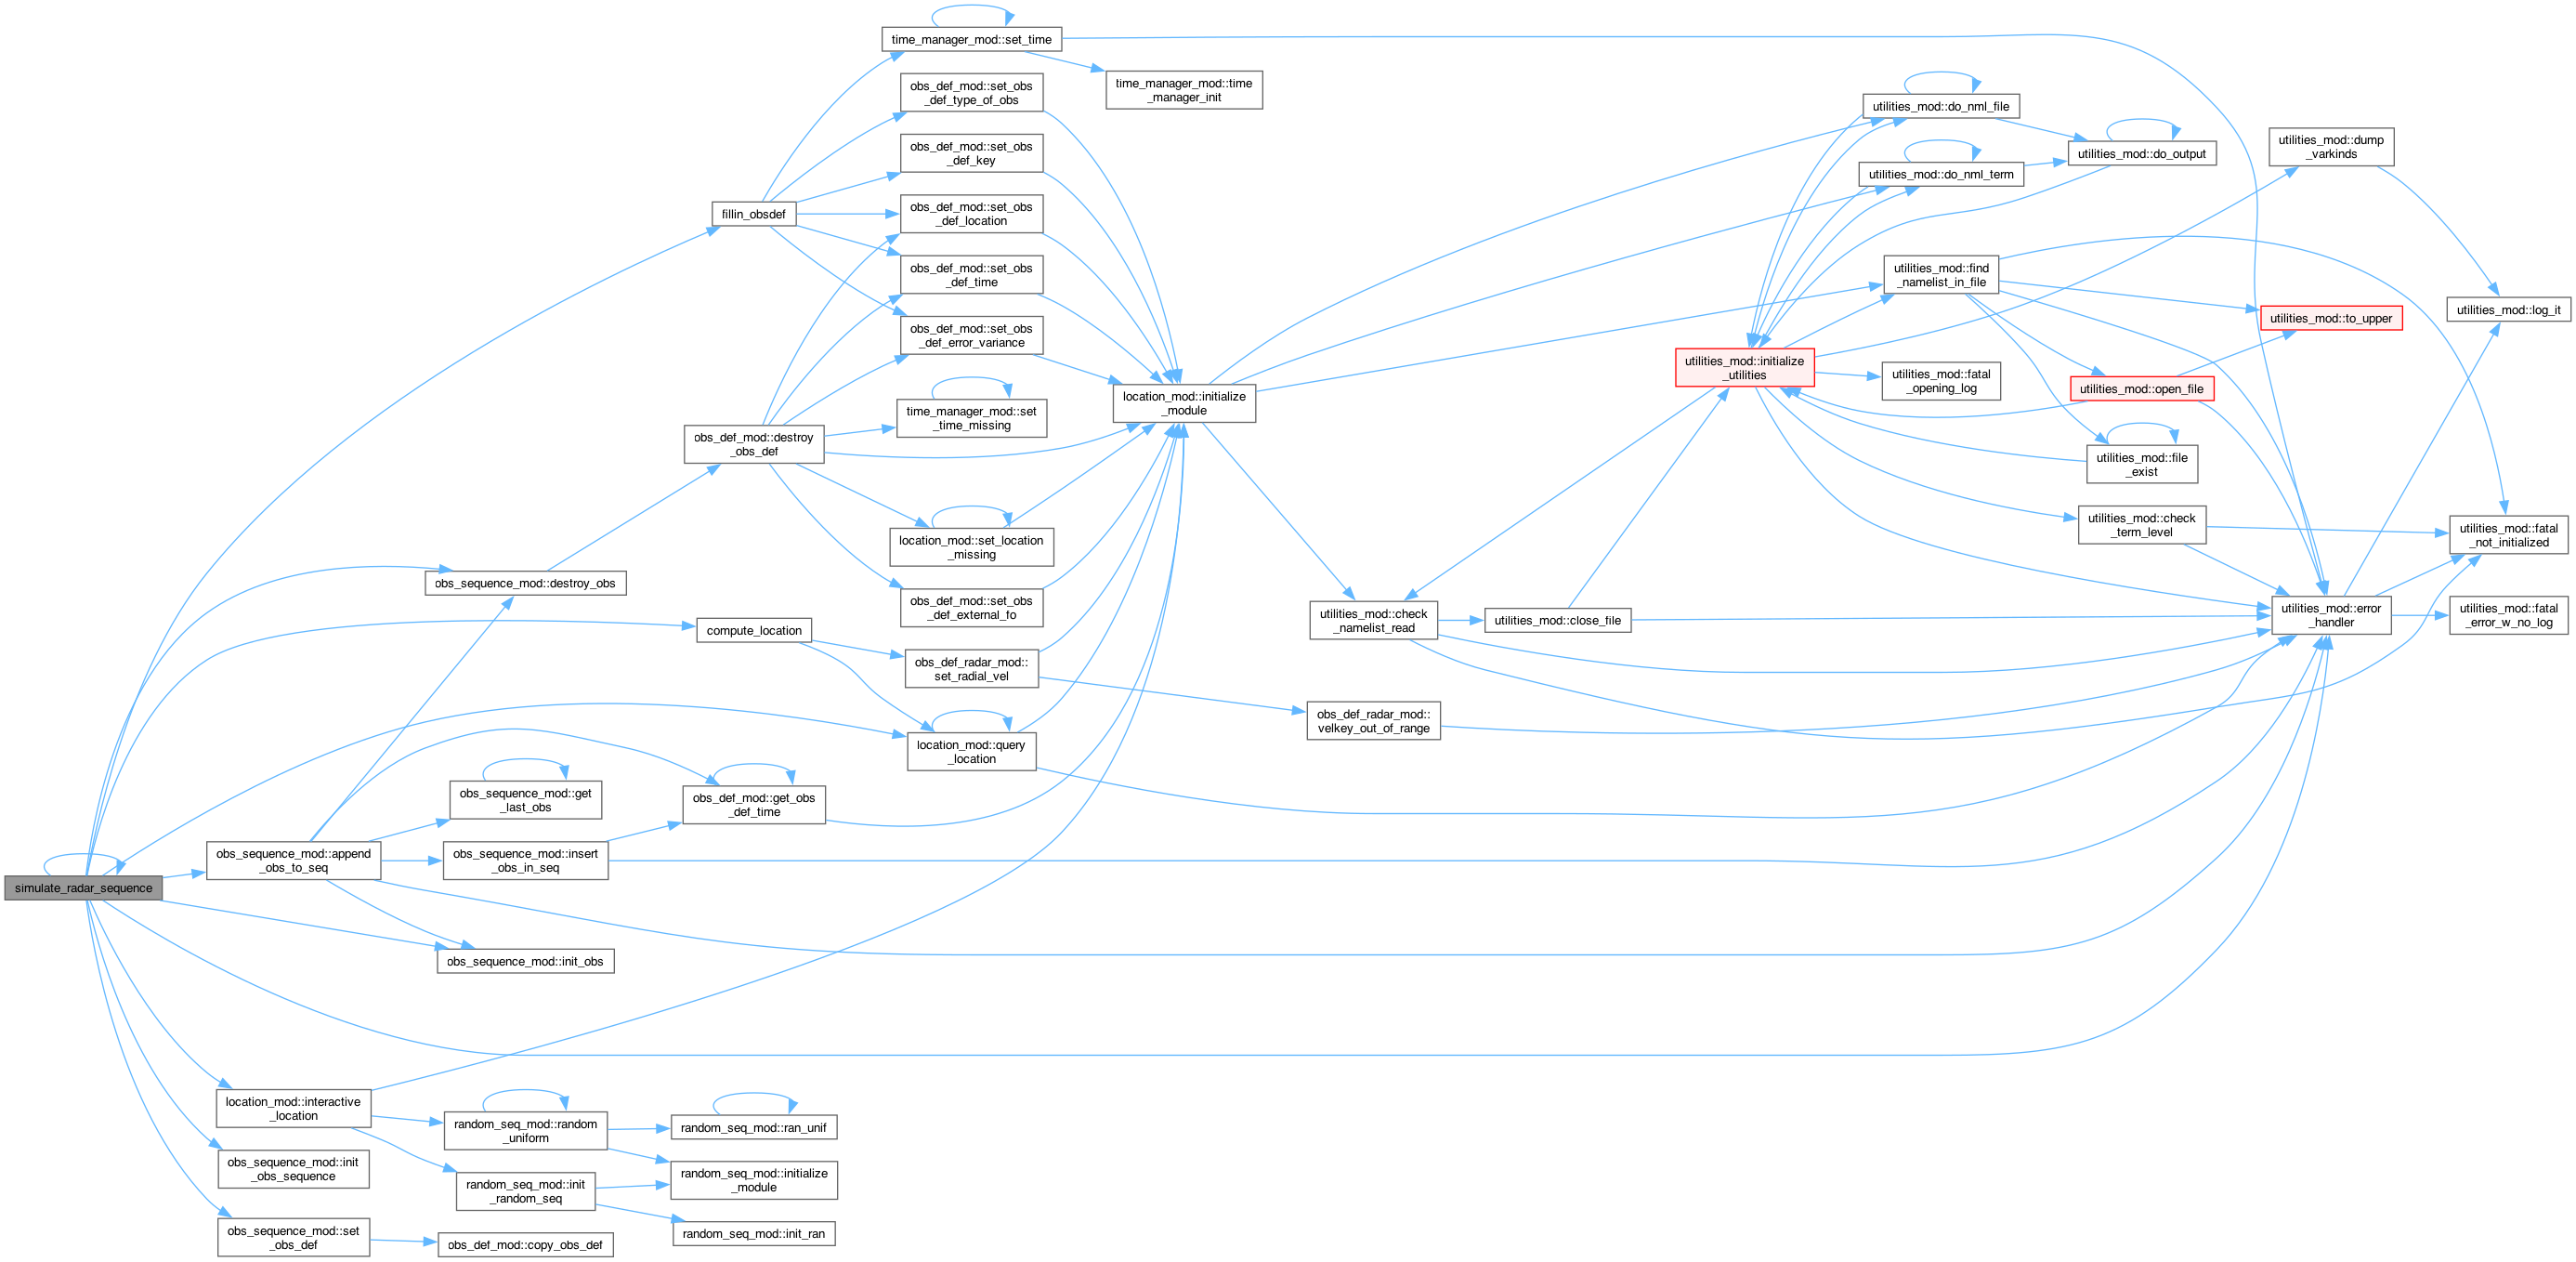 simulate_radar_sequence
obs_sequence_mod::append
_obs_to_seq
location_mod::interactive
_location
obs_sequence_mod::init
_obs_sequence
obs_sequence_mod::set
_obs_def
obs_sequence_mod::destroy_obs
obs_sequence_mod::get
_last_obs
obs_sequence_mod::insert
_obs_in_seq
obs_sequence_mod::init_obs
random_seq_mod::random
_uniform
random_seq_mod::init
_random_seq
obs_def_mod::copy_obs_def
fillin_obsdef
obs_def_mod::destroy
_obs_def
compute_location
obs_def_mod::get_obs
_def_time
random_seq_mod::ran_unif
random_seq_mod::initialize
_module
random_seq_mod::init_ran
time_manager_mod::set_time
obs_def_mod::set_obs
_def_type_of_obs
obs_def_mod::set_obs
_def_key
obs_def_mod::set_obs
_def_location
obs_def_mod::set_obs
_def_time
obs_def_mod::set_obs
_def_error_variance
time_manager_mod::set
_time_missing
location_mod::set_location
_missing
obs_def_mod::set_obs
_def_external_fo
obs_def_radar_mod::
set_radial_vel
location_mod::query
_location
time_manager_mod::time
_manager_init
location_mod::initialize
_module
utilities_mod::check
_namelist_read
obs_def_radar_mod::
velkey_out_of_range
utilities_mod::close_file
utilities_mod::initialize
_utilities
utilities_mod::do_nml_file
utilities_mod::do_nml_term
utilities_mod::find
_namelist_in_file
utilities_mod::fatal
_opening_log
utilities_mod::do_output
utilities_mod::open_file
utilities_mod::file
_exist
utilities_mod::check
_term_level
utilities_mod::dump
_varkinds
utilities_mod::to_upper
utilities_mod::error
_handler
utilities_mod::log_it
utilities_mod::fatal
_not_initialized
utilities_mod::fatal
_error_w_no_log